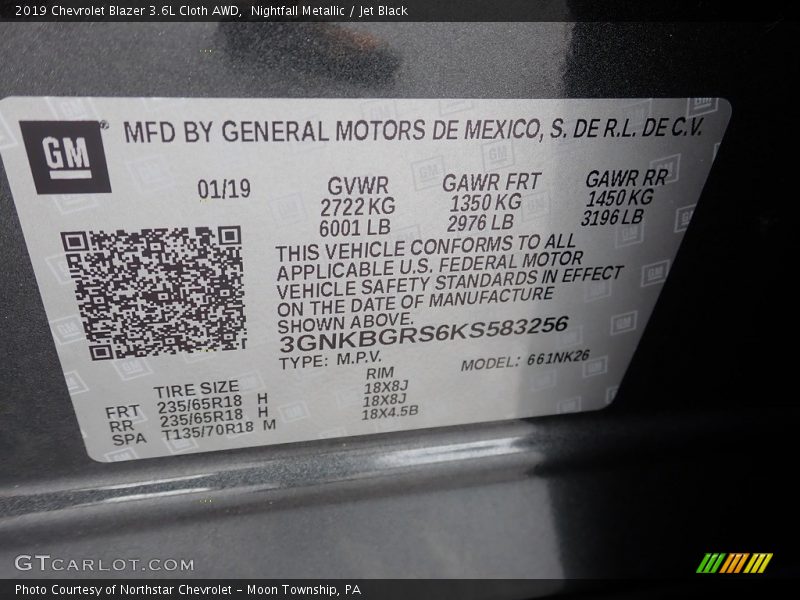 2019 Chevrolet Blazer 3.6L Cloth AWD, Nightfall Metallic / Jet Black
GM® MFD BY GENERAL MOTORS DE MEXICO, S. DE R.L. DE C.V.
01/19 GVWR GAWR FRT GAWR RR
2722 KG 1350 KG 1450 KG
6001 LB 2976 LB 3196 LB
THIS VEHICLE CONFORMS TO ALL
APPLICABLE U.S. FEDERAL MOTOR
VEHICLE SAFETY STANDARDS IN EFFECT
ON THE DATE OF MANUFACTURE
SHOWN ABOVE.
3GNKBGRS6KS583256
TYPE: M.P.V. MODEL: 661NK26
TIRE SIZE RIM
FRT 235/65R18 H 18X8J
RR 235/65R18 H 18X8J
SPA T135/70R18 M 18X4.5B
GTCARLOT.COM
Photo Courtesy of Northstar Chevrolet - Moon Township, PA